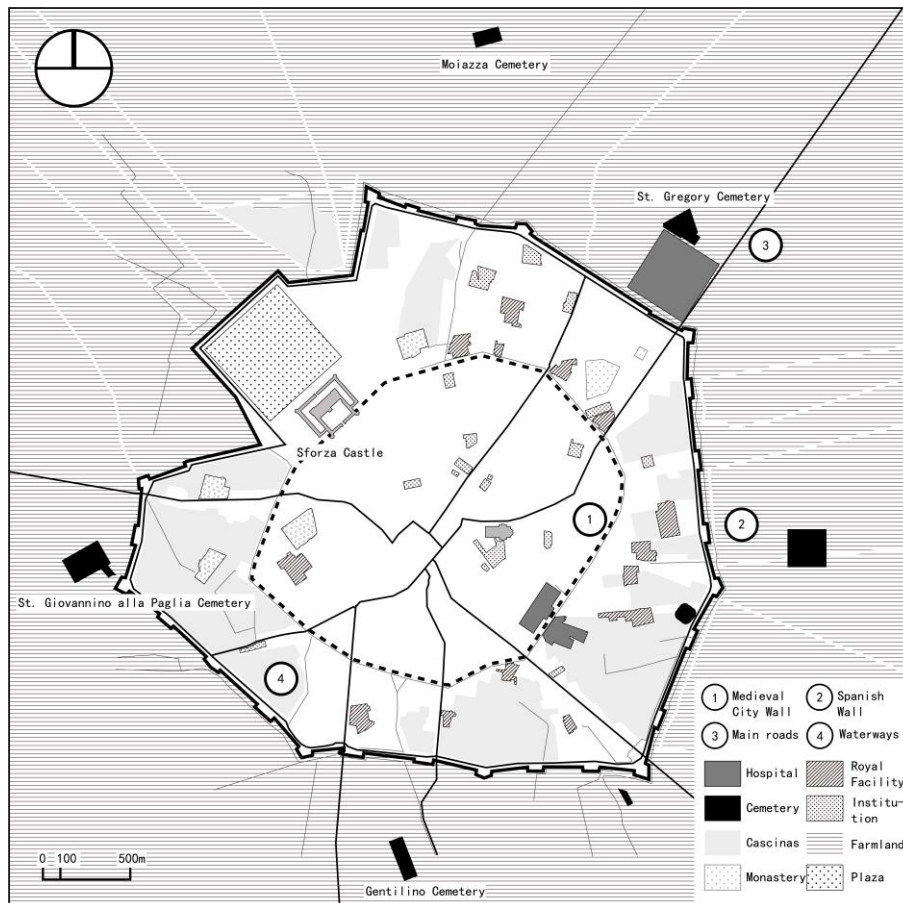 Moiazza Cemetery
St. Gregory Cemetery
3
Sforza Castle
1
2
St. Giovannino alla Paglia Cemetery
4
1 Medieval
City Wall
2 Spanish
Wall
3 Main roads
4 Waterways
Hospital
Royal
Facility
Cemetery
Institu-
tion
Cascinas
Farmland
Monastery
Plaza
0 100 500m
Gentilino Cemetery